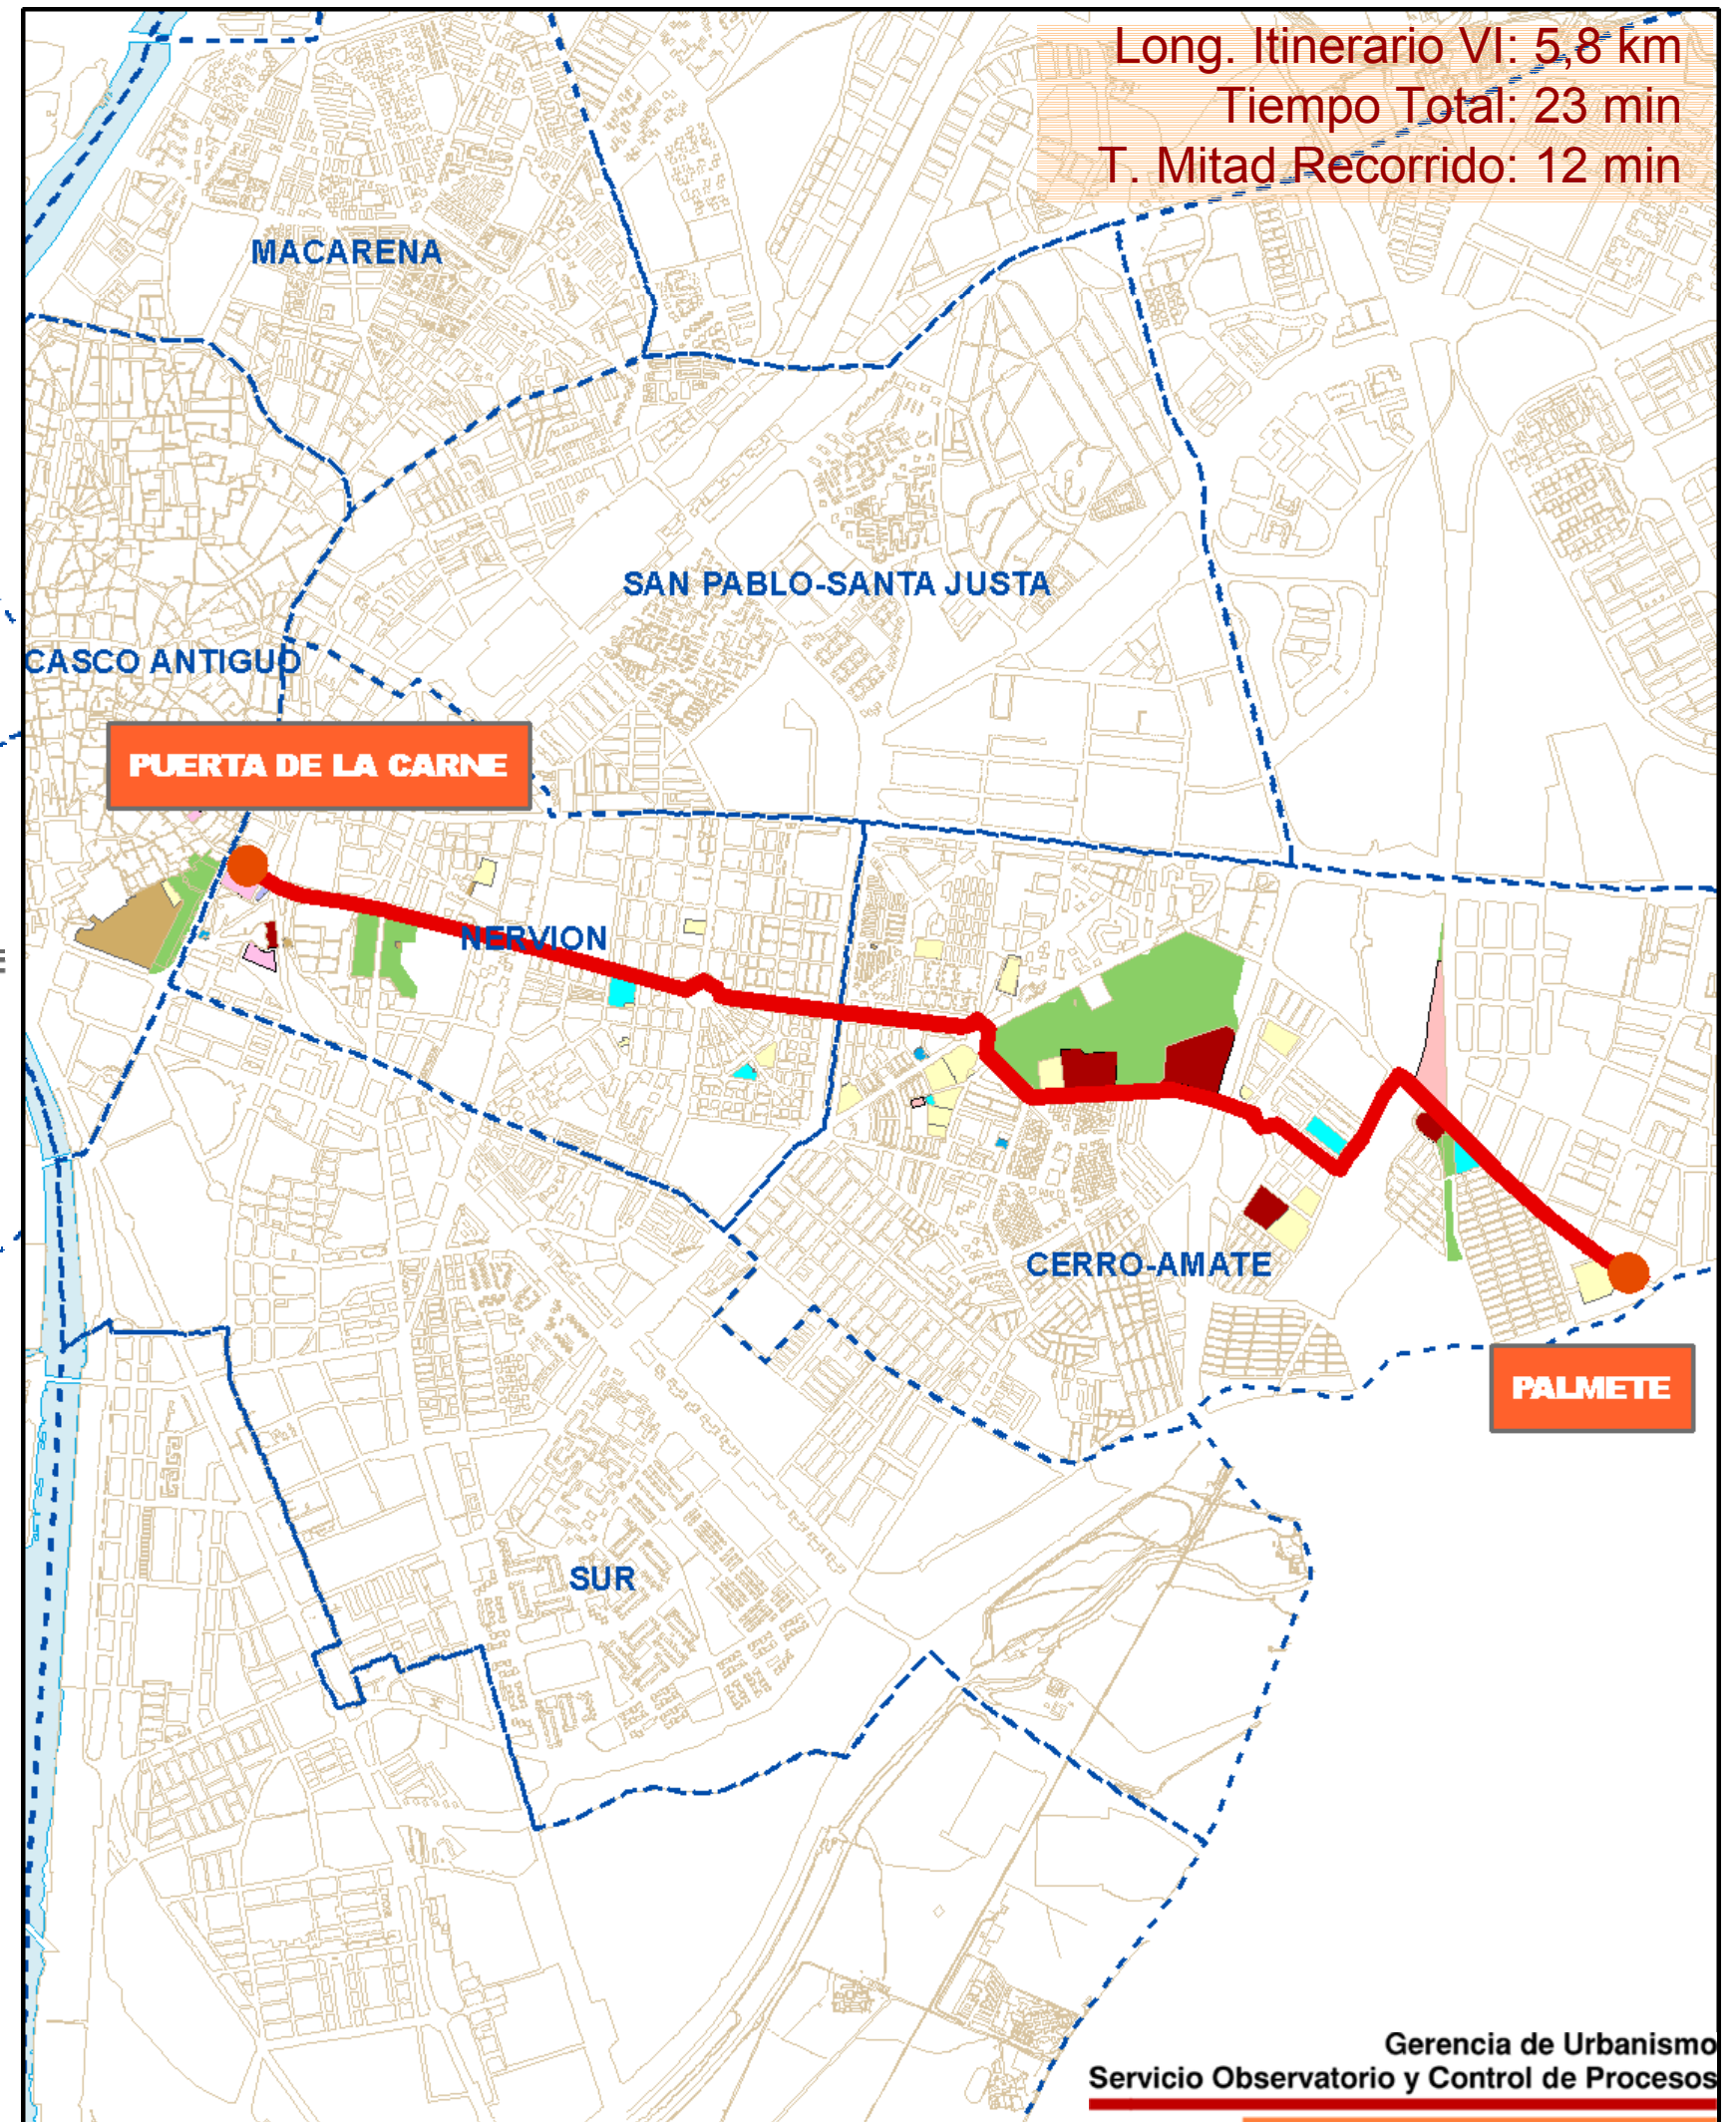 Long. Itinerario VI: 5,8 km
Tiempo Total: 23 min
T. Mitad Recorrido: 12 min
MACARENA
SAN PABLO-SANTA JUSTA
CASCO ANTIGUO
PUERTA DE LA CARNE
NERVION
CERRO-AMATE
PALMETE
SUR
Gerencia de Urbanismo
Servicio Observatorio y Control de Procesos